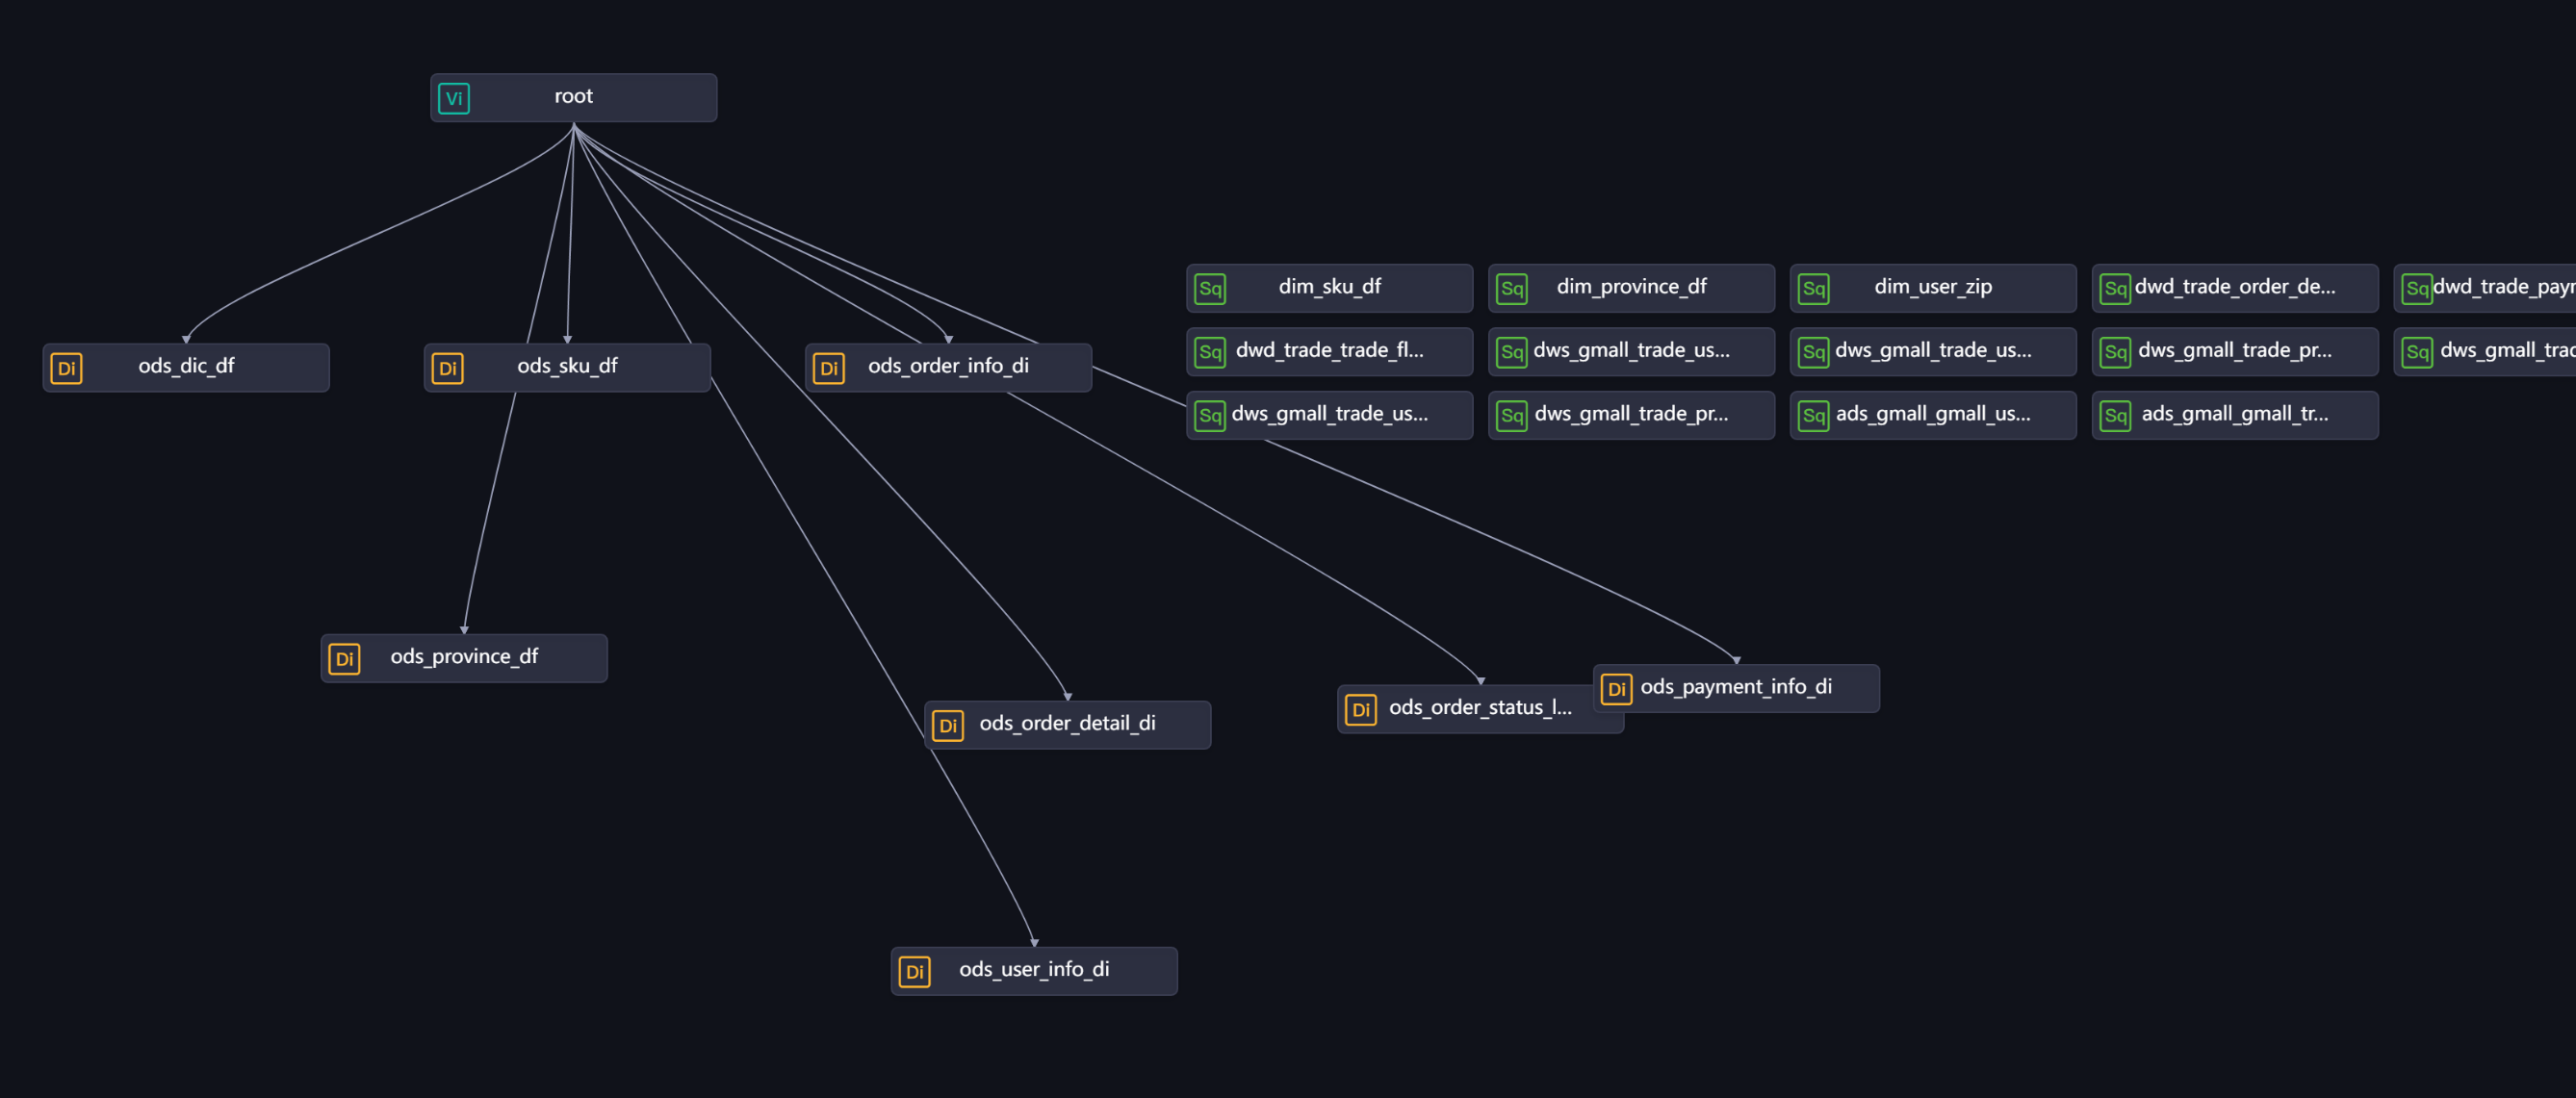 Vi root
Di ods_dic_df
Di ods_sku_df
Di ods_order_info_di
Sq dim_sku_df
Sq dim_province_df
Sq dim_user_zip
Sq dwd_trade_order_de...
Sq dwd_trade_payr
Sq dwd_trade_trade_fl...
Sq dws_gmall_trade_us...
Sq dws_gmall_trade_us...
Sq dws_gmall_trade_pr...
Sq dws_gmall_trad
Sq dws_gmall_trade_us...
Sq dws_gmall_trade_pr...
Sq ads_gmall_gmall_us...
Sq ads_gmall_gmall_tr...
Di ods_province_df
Di ods_order_detail_di
Di ods_order_status_l...
Di ods_payment_info_di
Di ods_user_info_di